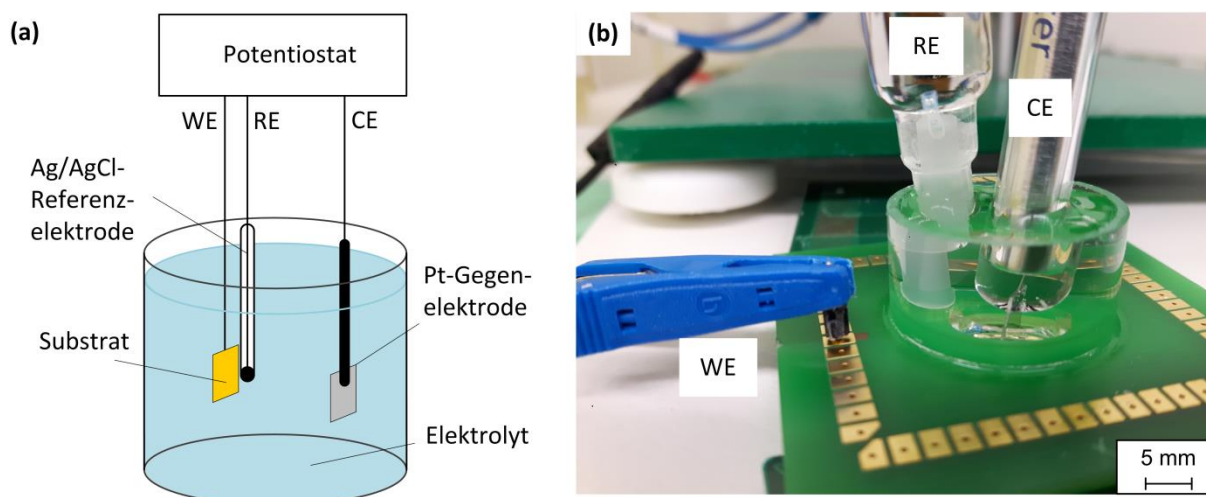 (a)
Potentiostat
WE
RE
CE
Ag/AgCl-
Referenz-
elektrode
Pt-Gegen-
elektrode
Substrat
Elektrolyt
(b)
RE
CE
WE
5 mm